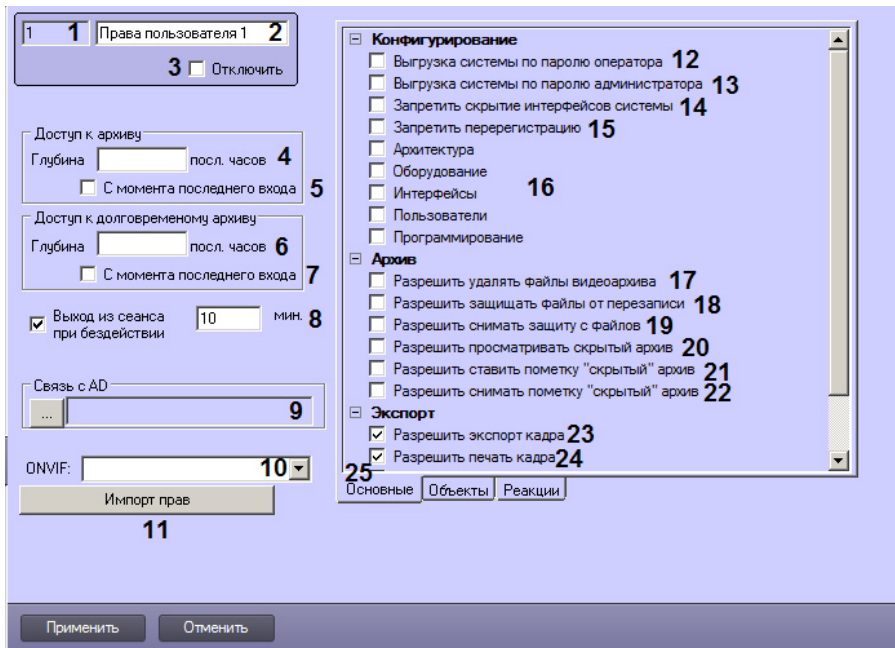 1 1 Права пользователя 1 2
3 Отключить
Доступ к архиву
Глубина посл. часов 4
С момента последнего входа 5
Доступ к долговременому архиву
Глубина посл. часов 6
С момента последнего входа 7
Выход из сеанса при бездействии 10 мин. 8
Связь с AD
... 9
ONVIF: 10
Импорт прав
11
Конфигурирование
Выгрузка системы по паролю оператора 12
Выгрузка системы по паролю администратора 13
Запретить скрытие интерфейсов системы 14
Запретить перерегистрацию 15
Архитектура
Оборудование
Интерфейсы 16
Пользователи
Программирование
Архив
Разрешить удалять файлы видеоархива 17
Разрешить защищать файлы от перезаписи 18
Разрешить снимать защиту с файлов 19
Разрешить просматривать скрытый архив 20
Разрешить ставить пометку "скрытый" архив 21
Разрешить снимать пометку "скрытый" архив 22
Экспорт
Разрешить экспорт кадра 23
Разрешить печать кадра 24
25
Основные Объекты Реакции
Применить Отменить